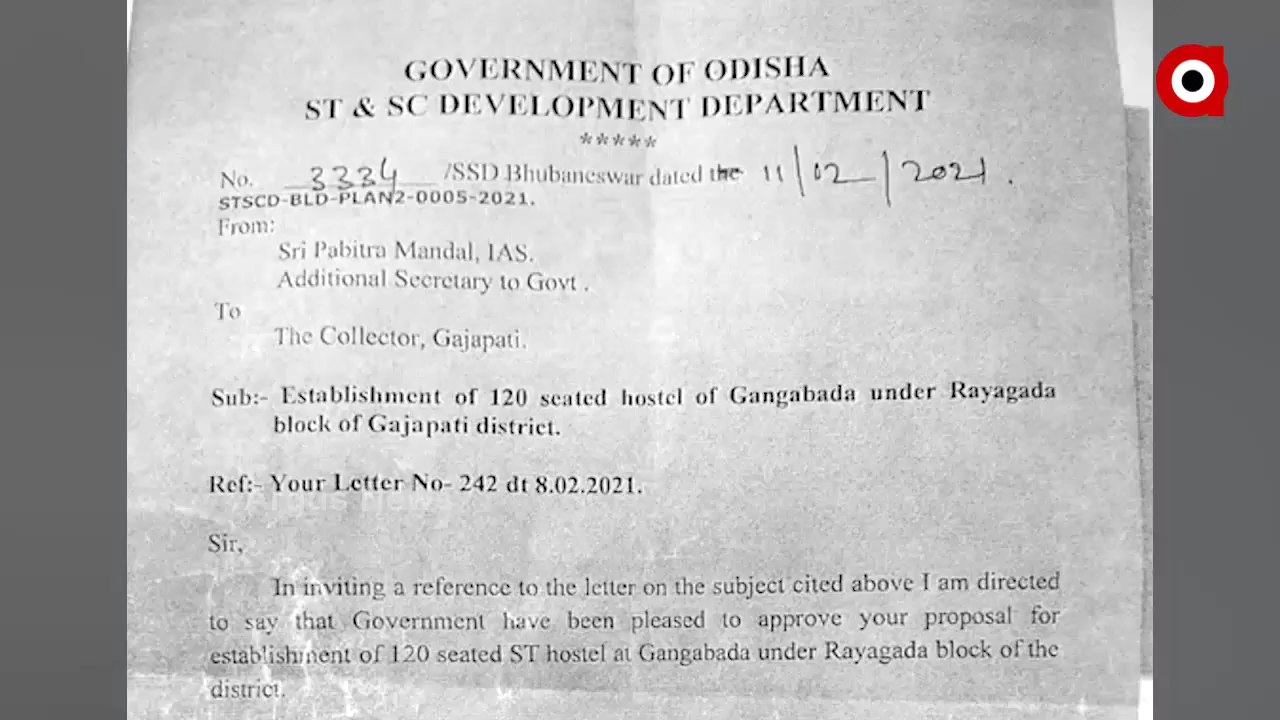 GOVERNMENT OF ODISHA
ST & SC DEVELOPMENT DEPARTMENT
*****
No. 3334 /SSD Bhubaneswar dated the 11/02/2021.
STSCD-BLD-PLAN2-0005-2021.
From:
Sri Pabitra Mandal, IAS.
Additional Secretary to Govt .
To
The Collector, Gajapati.
Sub:- Establishment of 120 seated hostel of Gangabada under Rayagada
block of Gajapati district.
Ref:- Your Letter No- 242 dt 8.02.2021.
Sir,
In inviting a reference to the letter on the subject cited above I am directed
to say that Government have been pleased to approve your proposal for
establishment of 120 seated ST hostel at Gangabada under Rayagada block of the
district.